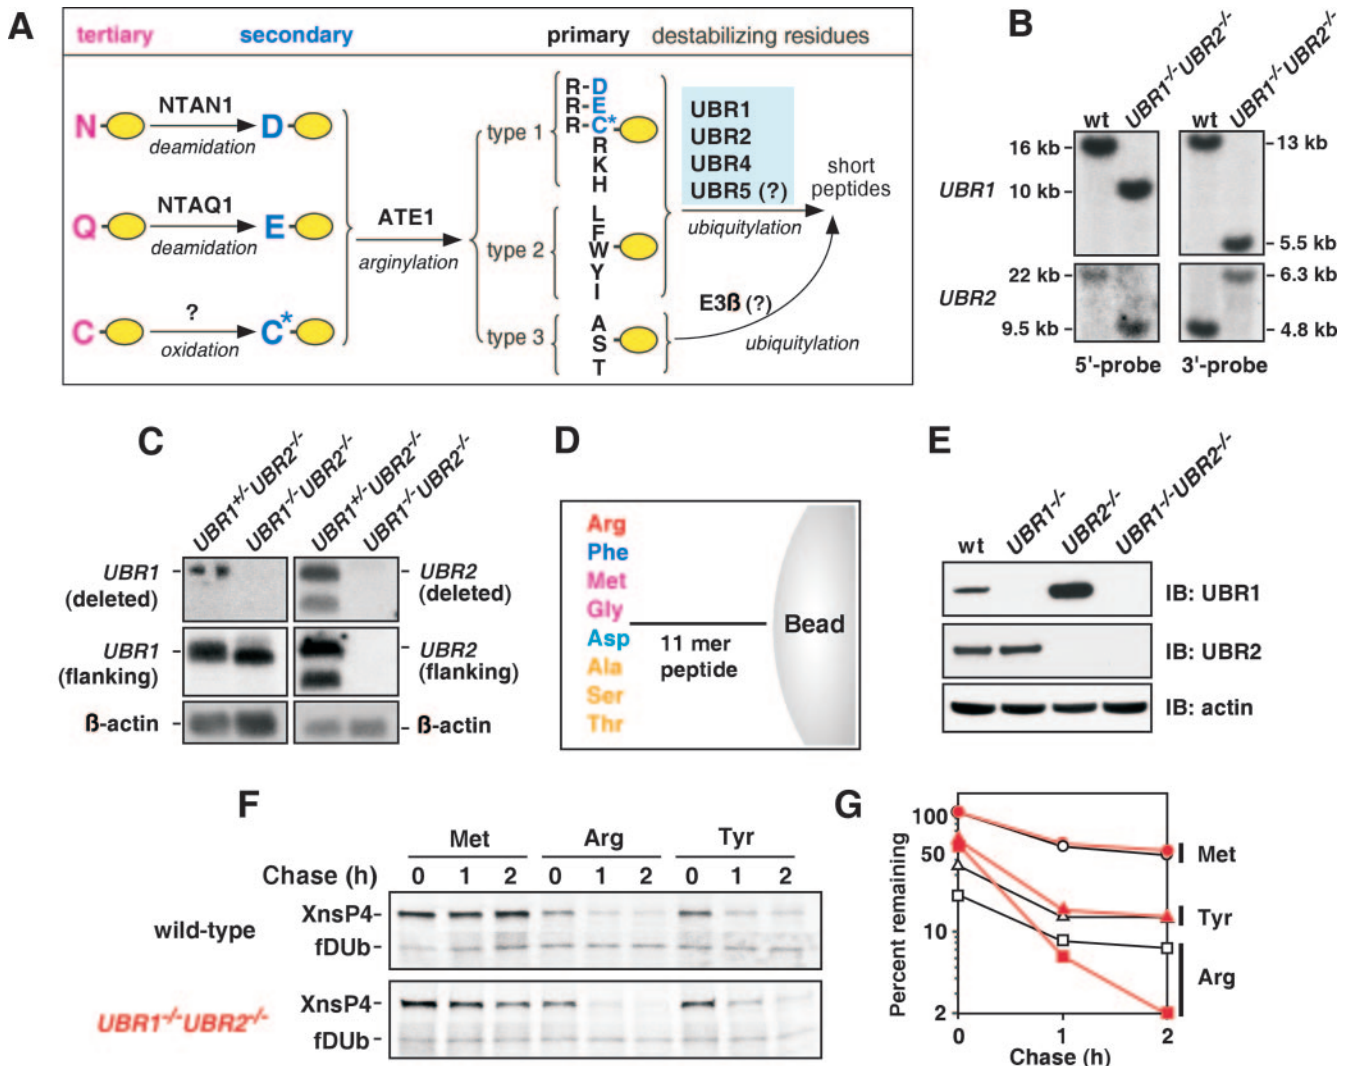 A
tertiary secondary primary destabilizing residues
N NTAN1 D
deamidation
Q NTAQ1 E
deamidation
C ? C*
oxidation
ATE1
arginylation
type 1
R-D
R-E
R-C*
R
K
H
type 2
L
F
W
Y
I
type 3
A
S
T
UBR1
UBR2
UBR4
UBR5 (?)
ubiquitylation
short
peptides
E3ß (?)
ubiquitylation
B
wt UBR1-/-UBR2-/- wt UBR1-/-UBR2-/-
UBR1
16 kb
10 kb
13 kb
5.5 kb
UBR2
22 kb
9.5 kb
6.3 kb
4.8 kb
5'-probe 3'-probe
C
UBR1+/-UBR2-/- UBR1-/-UBR2-/- UBR1+/-UBR2-/- UBR1-/-UBR2-/-
UBR1
(deleted)
UBR2
(deleted)
UBR1
(flanking)
UBR2
(flanking)
ß-actin ß-actin
D
Arg
Phe
Met
Gly
Asp
Ala
Ser
Thr
11 mer
peptide
Bead
E
wt UBR1-/- UBR2-/- UBR1-/-UBR2-/-
IB: UBR1
IB: UBR2
IB: actin
F
Met Arg Tyr
Chase (h) 0 1 2 0 1 2 0 1 2
wild-type
XnsP4
fDUb
UBR1-/-UBR2-/-
XnsP4
fDUb
G
Percent remaining
100
50
10
2
0 1 2
Chase (h)
Met
Tyr
Arg